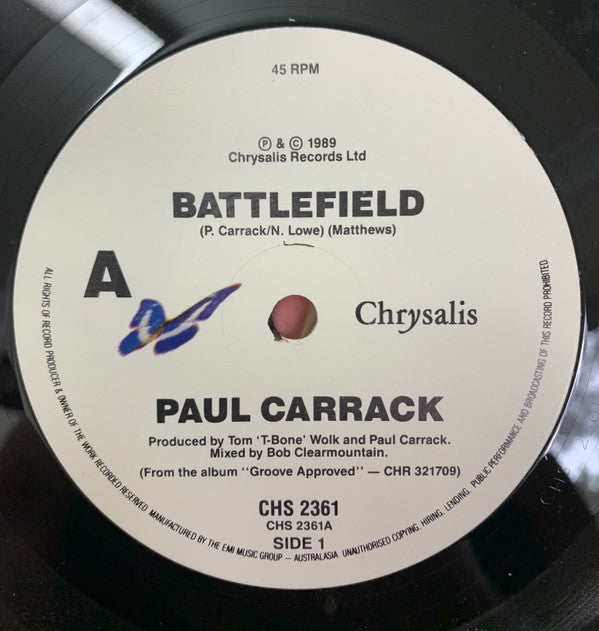 45 RPM
Ⓟ & © 1989
Chrysalis Records Ltd
BATTLEFIELD
(P. Carrack/N. Lowe) (Matthews)
A
Chrysalis
PAUL CARRACK
Produced by Tom ‘T-Bone’ Wolk and Paul Carrack.
Mixed by Bob Clearmountain.
(From the album ‘‘Groove Approved’’ — CHR 321709)
CHS 2361
CHS 2361A
SIDE 1
ALL RIGHTS OF RECORD PRODUCER & OWNER OF THE WORK RECORDED RESERVED. MANUFACTURED BY THE EMI MUSIC GROUP – AUSTRALASIA. UNAUTHORISED COPYING, HIRING, LENDING, PUBLIC PERFORMANCE AND BROADCASTING OF THIS RECORD PROHIBITED.
CHS